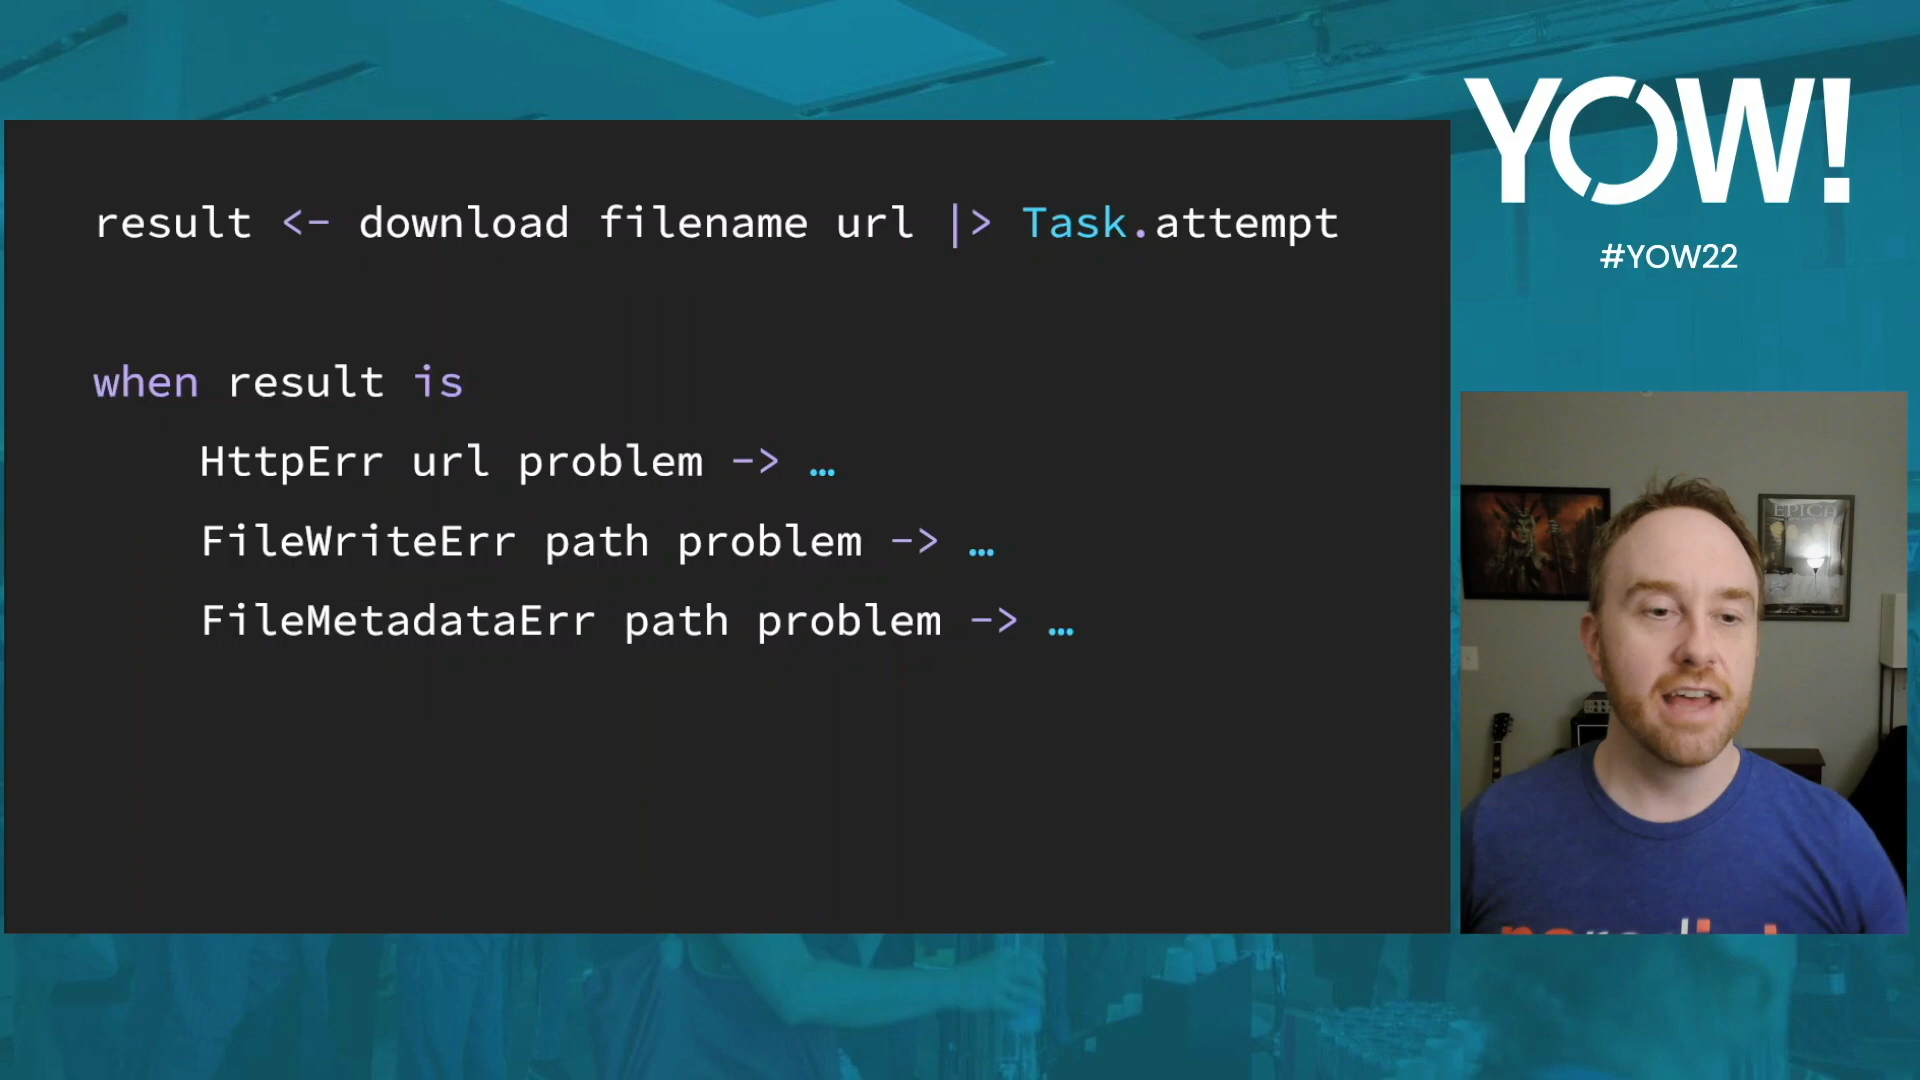 YOW!
#YOW22
result <- download filename url |> Task.attempt
when result is
HttpErr url problem -> …
FileWriteErr path problem -> …
FileMetadataErr path problem -> …
EPICA